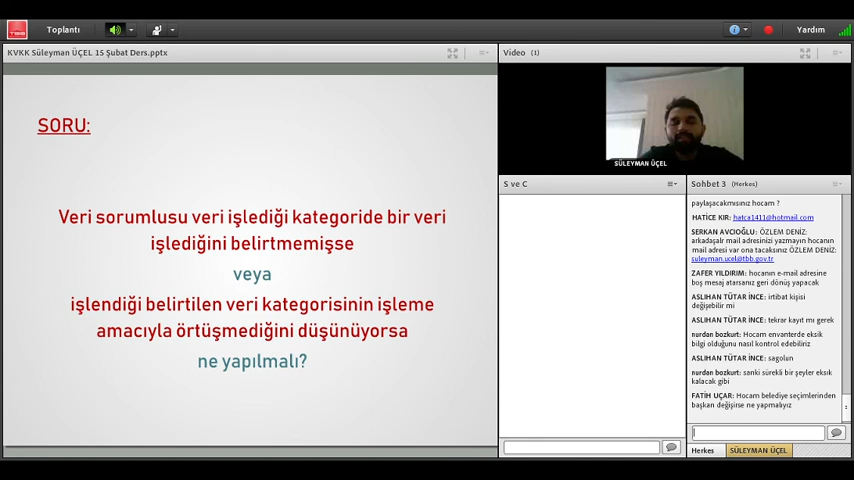 TBB
Toplantı
Yardım
KVKK Süleyman ÜÇEL 15 Şubat Ders.pptx
SORU:
Veri sorumlusu veri işlediği kategoride bir veri
işlediğini belirtmemişse
veya
işlendiği belirtilen veri kategorisinin işleme
amacıyla örtüşmediğini düşünüyorsa
ne yapılmalı?
Video (1)
SÜLEYMAN ÜÇEL
S ve C
Sohbet 3 (Herkes)
paylaşacakmısınız hocam ?
HATİCE KIR: hatca1411@hotmail.com
SERKAN AVCIOĞLU: ÖZLEM DENİZ:
arkadaşalr mail adresinizi yazmayın hocanın
mail adresi var ona tacaksınız ÖZLEM DENİZ:
suleyman.ucel@tbb.gov.tr
ZAFER YILDIRIM: hocanın e-mail adresine
boş mesaj atarsanız geri dönüş yapacak
ASLIHAN TÜTAR İNCE: irtibat kişisi
değişebilir mi
ASLIHAN TÜTAR İNCE: tekrar kayıt mı gerek
nurdan bozkurt: Hocam envanterde eksik
bilgi olduğunu nasıl kontrol edebiliriz
ASLIHAN TÜTAR İNCE: sagolun
nurdan bozkurt: sanki sürekli bir şeyler eksik
kalacak gibi
FATİH UÇAR: Hocam belediye seçimlerinden
başkan değişirse ne yapmalıyız
Herkes
SÜLEYMAN ÜÇEL